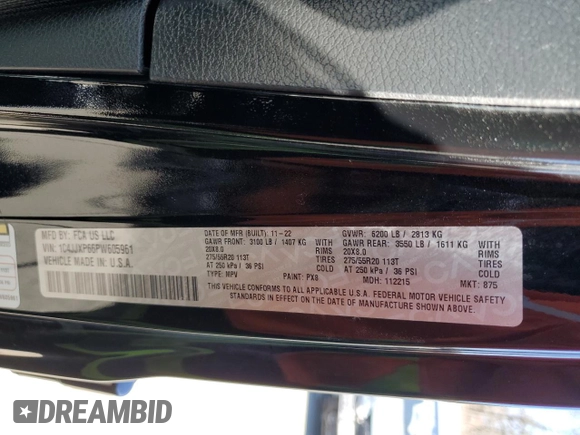 MFD BY: FCA US LLC
DATE OF MFR (BUILT): 11-22
GVWR: 6200 LB / 2813 KG
GAWR FRONT: 3100 LB / 1407 KG WITH
GAWR REAR: 3550 LB / 1611 KG WITH
20X8.0 RIMS
20X8.0 RIMS
275/55R20 113T TIRES
275/55R20 113T TIRES
AT 250 kPa / 36 PSI COLD
AT 250 kPa / 36 PSI COLD
VIN: 1C4JJXP66PW605961
TYPE: MPV
PAINT: PX8
MDH: 112215
MKT: 875
VEHICLE MADE IN: U.S.A.
THIS VEHICLE CONFORMS TO ALL APPLICABLE U.S.A. FEDERAL MOTOR VEHICLE SAFETY
STANDARDS IN EFFECT ON THE DATE OF MANUFACTURE SHOWN ABOVE.
DREAMBID